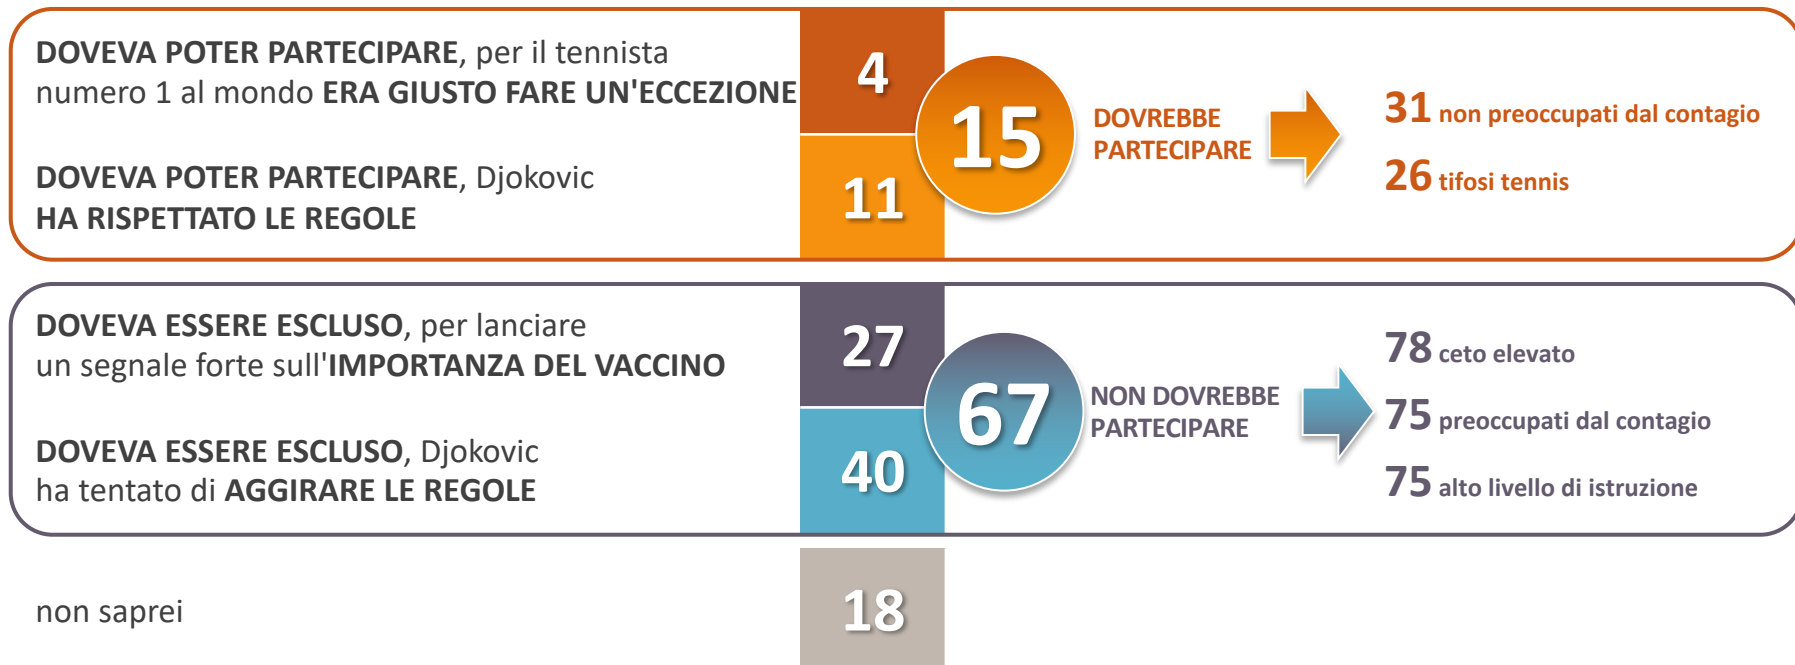 DOVEVA POTER PARTECIPARE, per il tennista
numero 1 al mondo ERA GIUSTO FARE UN'ECCEZIONE
4
DOVEVA POTER PARTECIPARE, Djokovic
HA RISPETTATO LE REGOLE
11
15
DOVREBBE
PARTECIPARE
31 non preoccupati dal contagio
26 tifosi tennis
DOVEVA ESSERE ESCLUSO, per lanciare
un segnale forte sull'IMPORTANZA DEL VACCINO
27
DOVEVA ESSERE ESCLUSO, Djokovic
ha tentato di AGGIRARE LE REGOLE
40
67
NON DOVREBBE
PARTECIPARE
78 ceto elevato
75 preoccupati dal contagio
75 alto livello di istruzione
non saprei
18